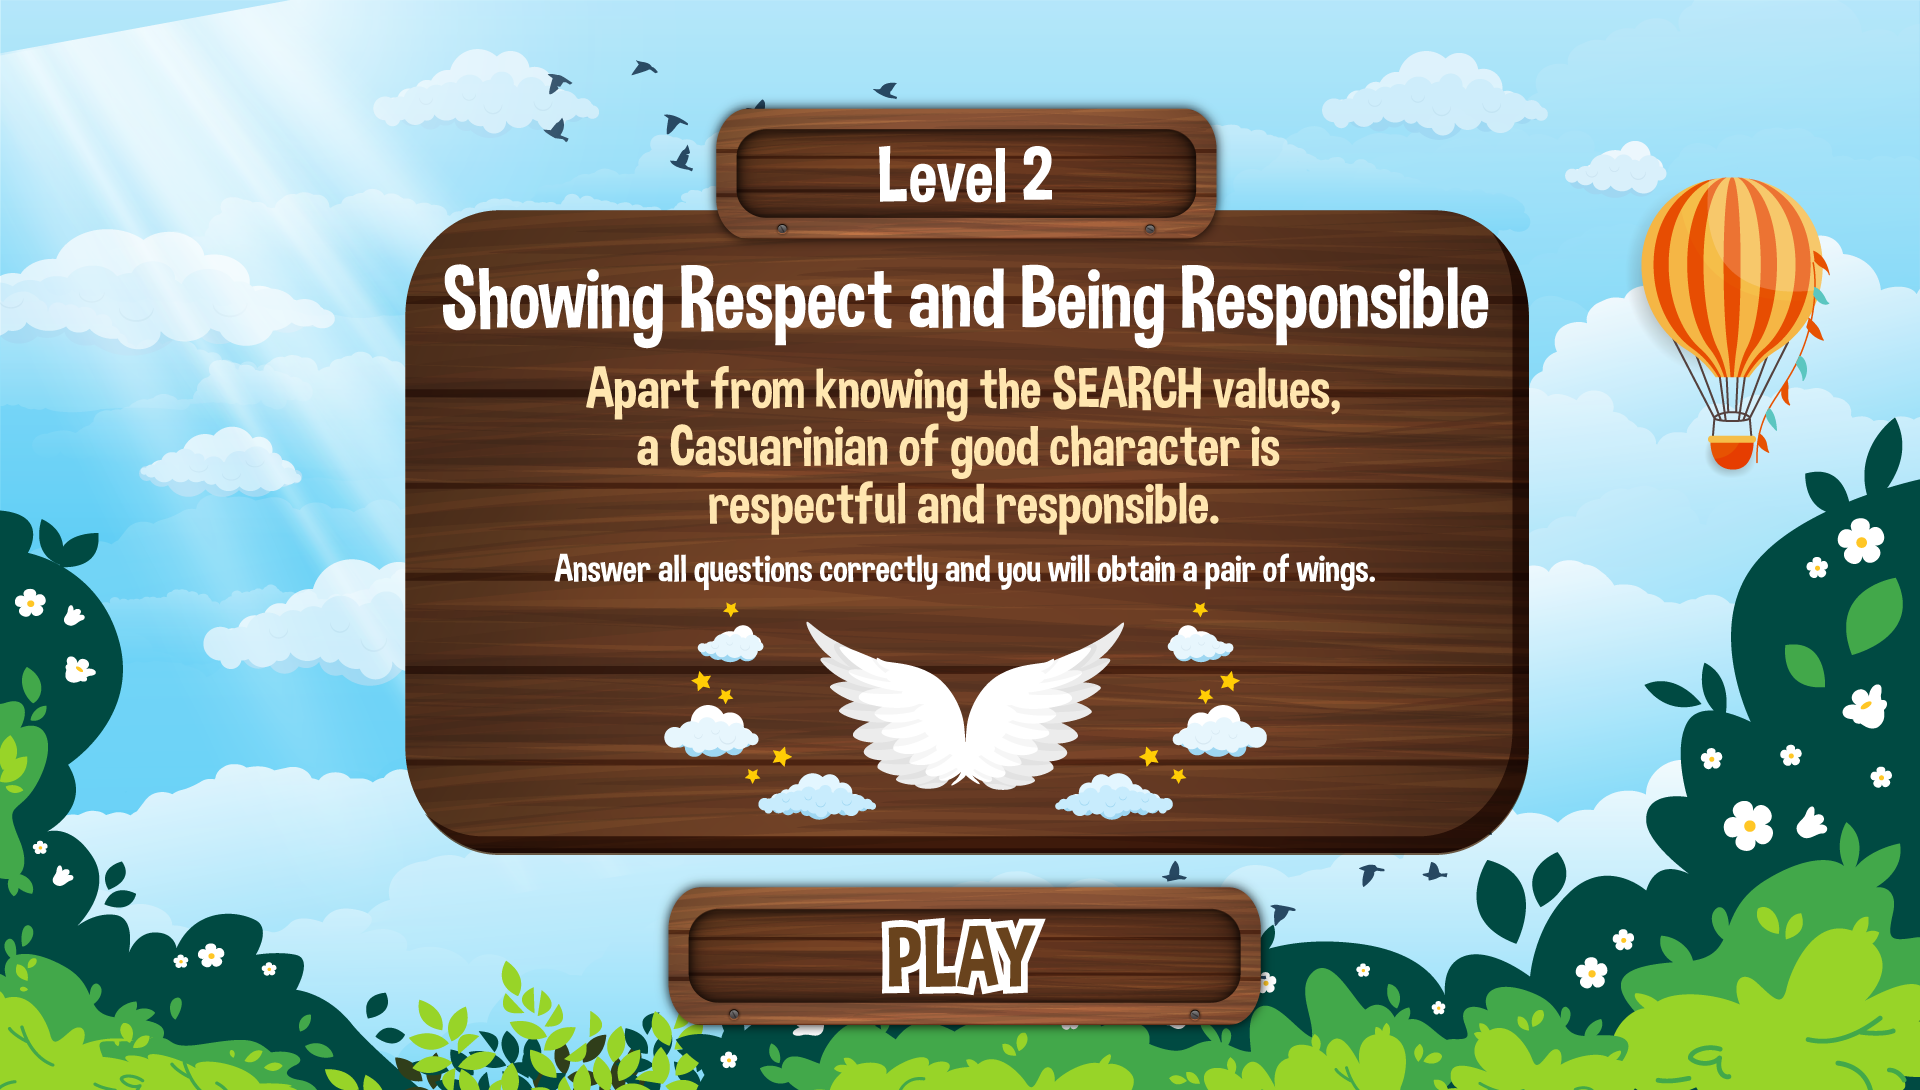 Level 2
Showing Respect and Being Responsible
Apart from knowing the SEARCH values,
a Casuarinian of good character is
respectful and responsible.
Answer all questions correctly and you will obtain a pair of wings.
PLAY